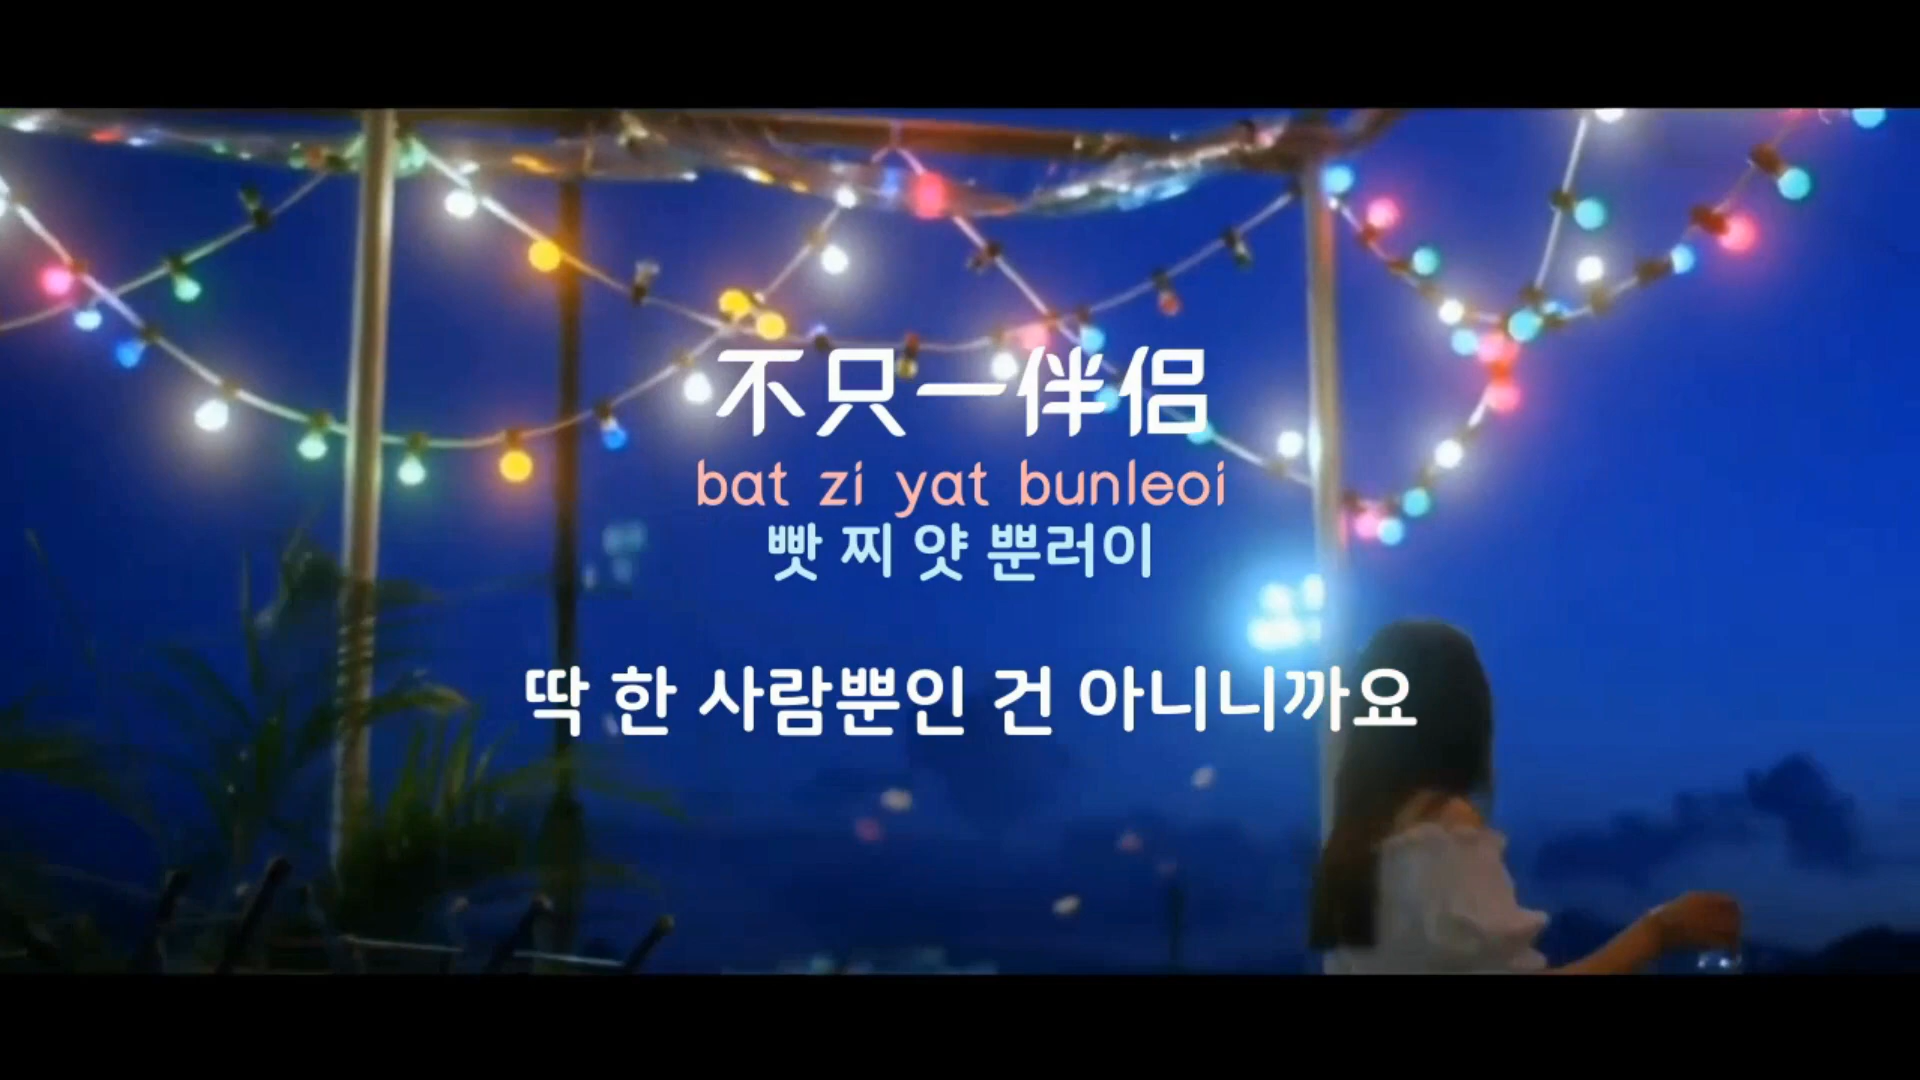 不只一伴侶
bat zi yat bunleoi
빳 찌 얏 뿐러이
딱 한 사람뿐인 건 아니니까요